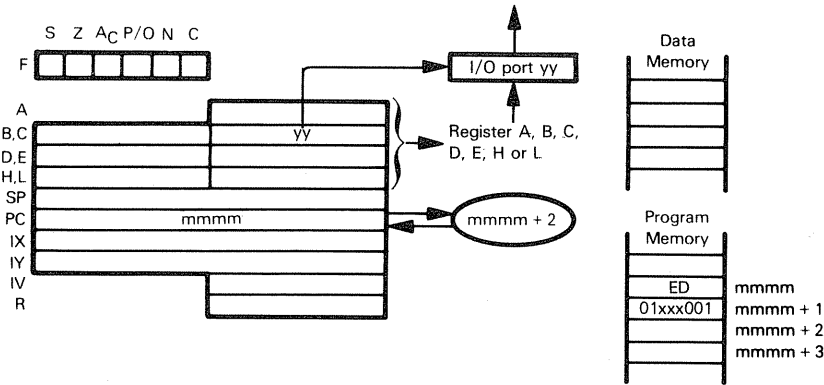 S Z AC P/O N C
F
A
B,C
D,E
H,L
SP
PC
IX
IY
IV
R
yy
mmmm
I/O port yy
Register A, B, C,
D, E, H or L
mmmm + 2
Data
Memory
Program
Memory
ED mmmm
01xxx001 mmmm + 1
mmmm + 2
mmmm + 3